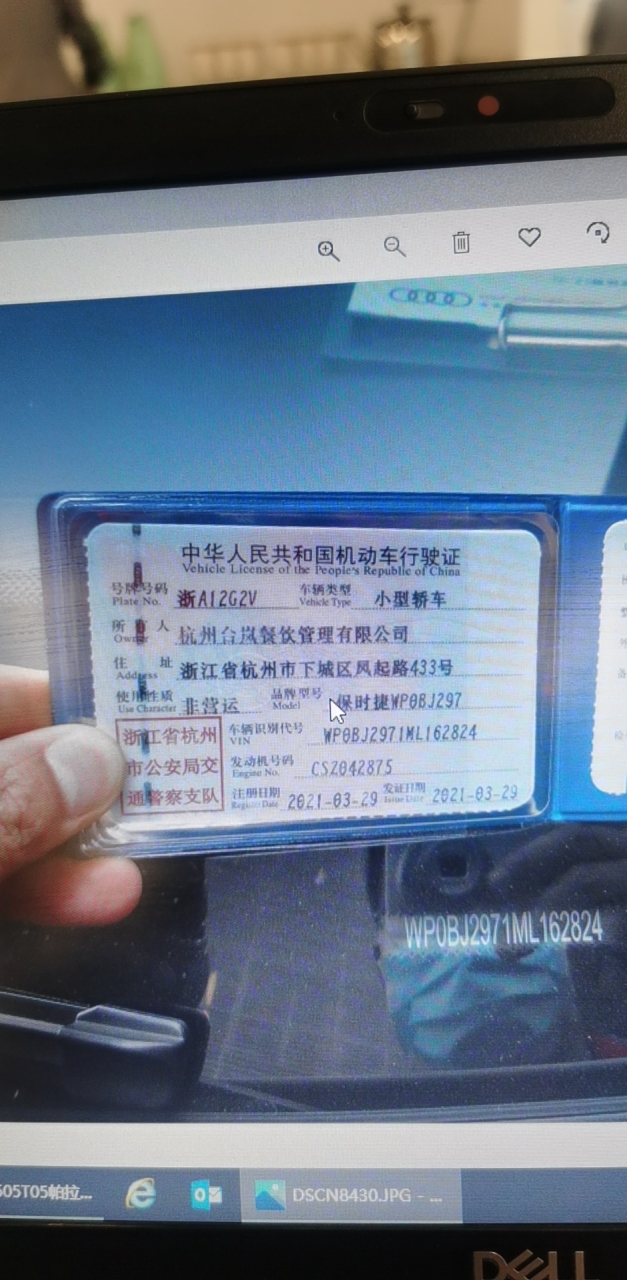 中华人民共和国机动车行驶证
Vehicle License of the People's Republic of China
号牌号码 浙A12G2V 车辆类型 小型轿车
Plate No. Vehicle Type
所有人 杭州台岚餐饮管理有限公司
Owner
住址 浙江省杭州市下城区凤起路433号
Address
使用性质 非营运 品牌型号 保时捷WP0BJ297
Use Character Model
浙江省杭州
市公安局交
通警察支队
车辆识别代号 WP0BJ2971ML162824
VIN
发动机号码 CSZ042875
Engine No.
注册日期 2021-03-29 发证日期 2021-03-29
Register Date Issue Date
WP0BJ2971ML162824
505T05帕拉...
DSCN8430.JPG - ...
DELL